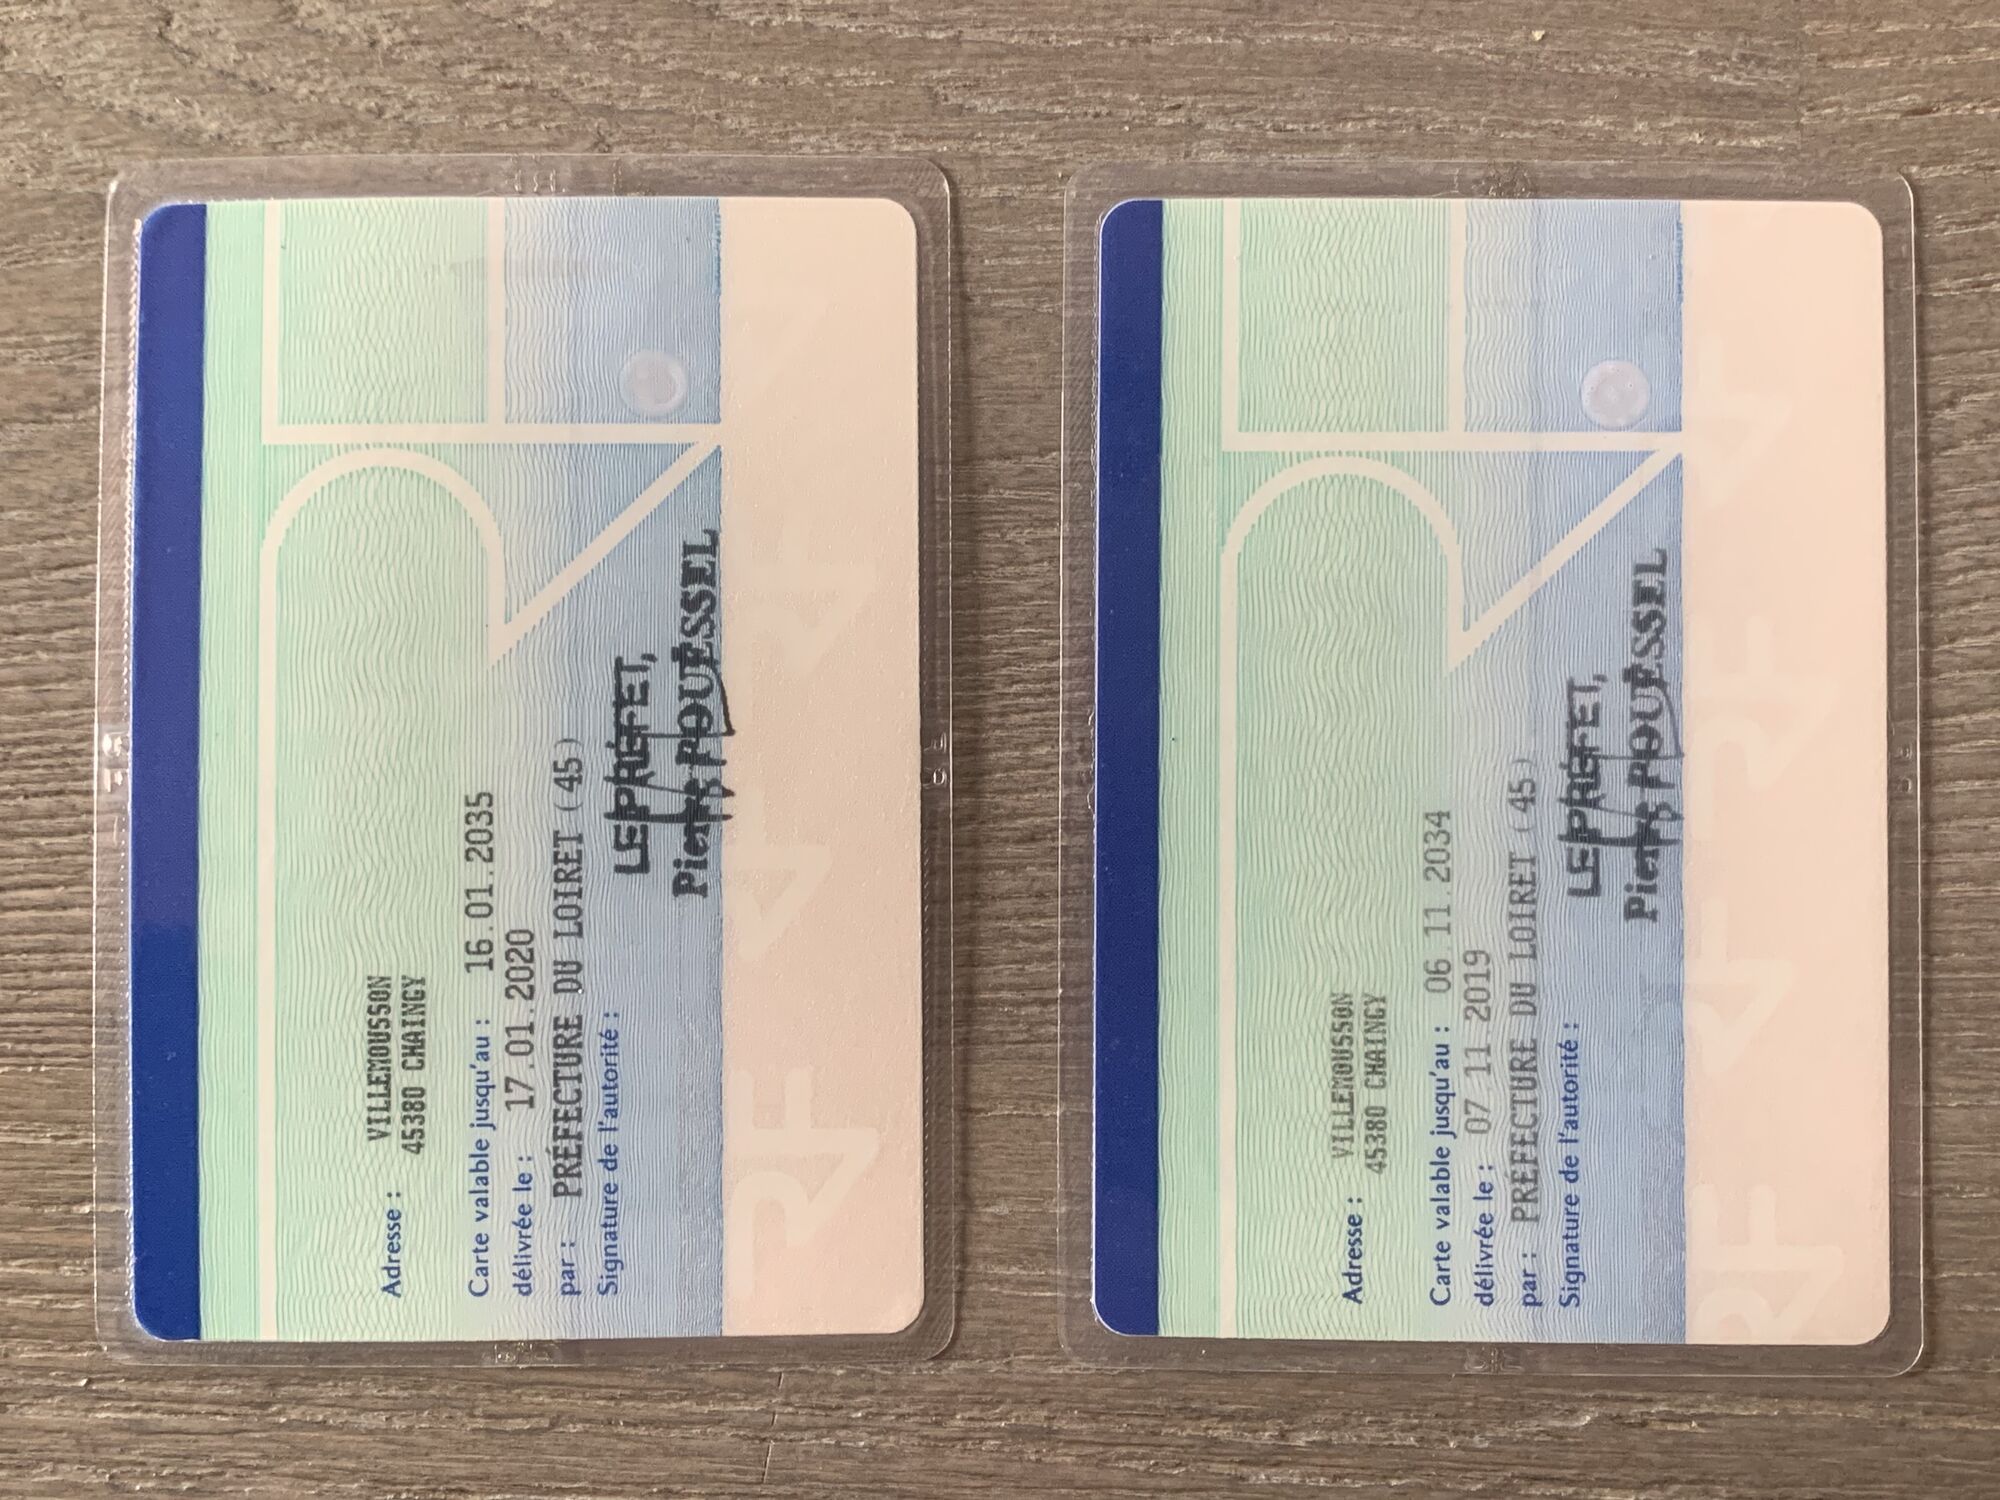 Adresse : VILLEMOUSSON
45380 CHAINGY
Carte valable jusqu'au : 16.01.2035
délivrée le : 17.01.2020
par : PRÉFECTURE DU LOIRET (45)
Signature de l'autorité :
LE PRÉFET,
Pierre POUËSSEL
RF
Adresse : VILLEMOUSSON
45380 CHAINGY
Carte valable jusqu'au : 06.11.2034
délivrée le : 07.11.2019
par : PRÉFECTURE DU LOIRET (45)
Signature de l'autorité :
LE PRÉFET,
Pierre POUËSSEL
RF